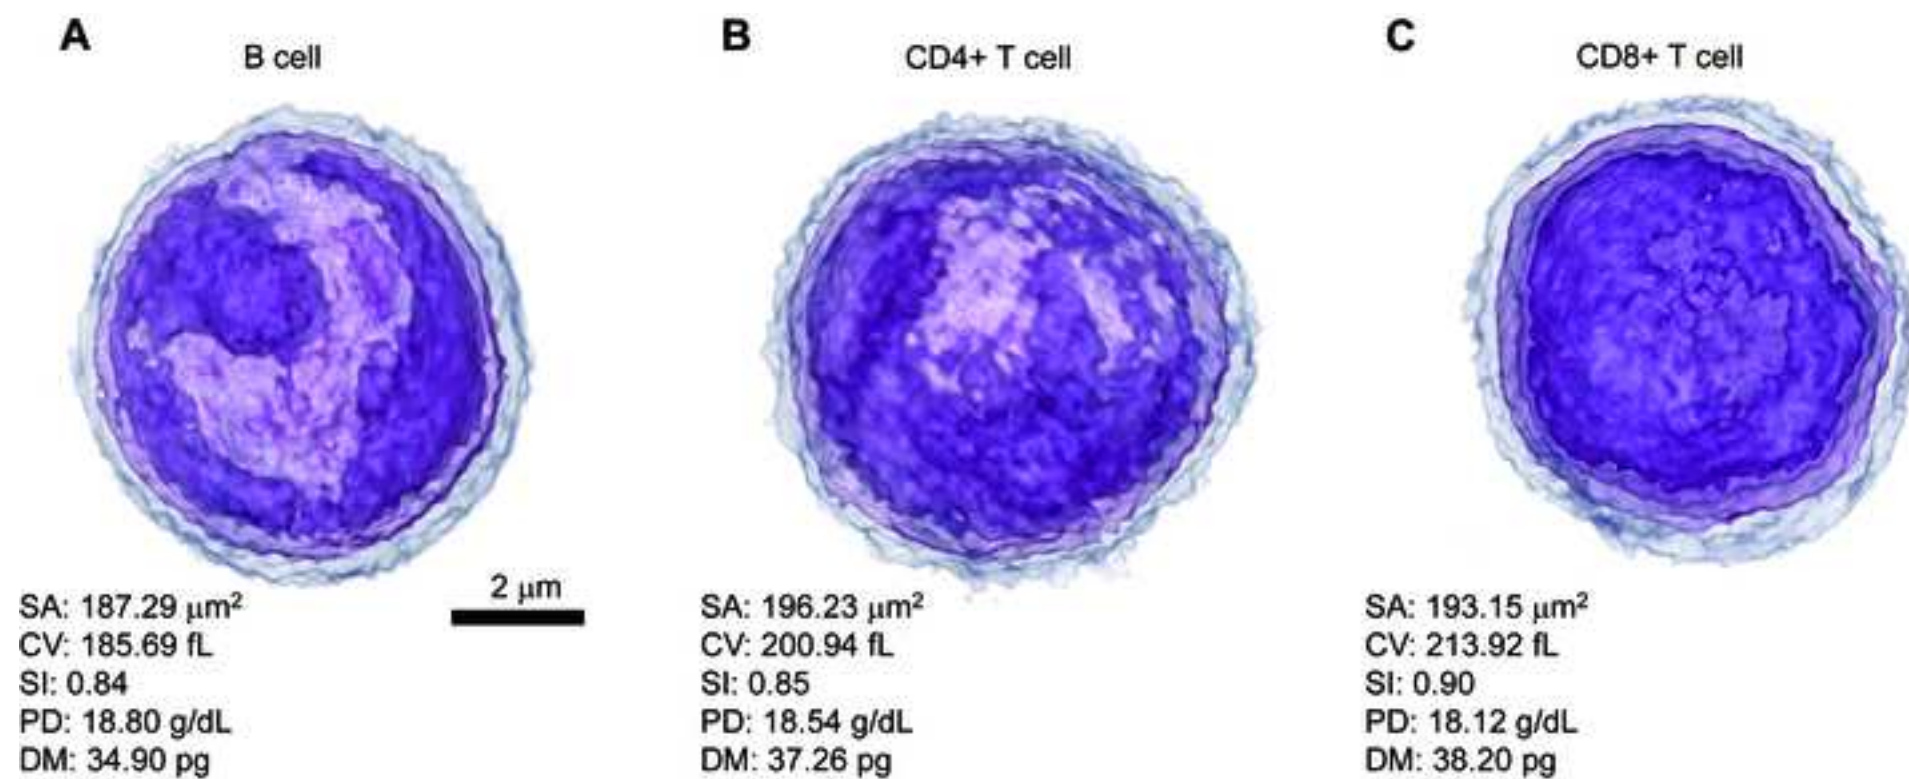 A
B cell
SA: 187.29 μm²
CV: 185.69 fL
SI: 0.84
PD: 18.80 g/dL
DM: 34.90 pg
2 μm
B
CD4+ T cell
SA: 196.23 μm²
CV: 200.94 fL
SI: 0.85
PD: 18.54 g/dL
DM: 37.26 pg
C
CD8+ T cell
SA: 193.15 μm²
CV: 213.92 fL
SI: 0.90
PD: 18.12 g/dL
DM: 38.20 pg